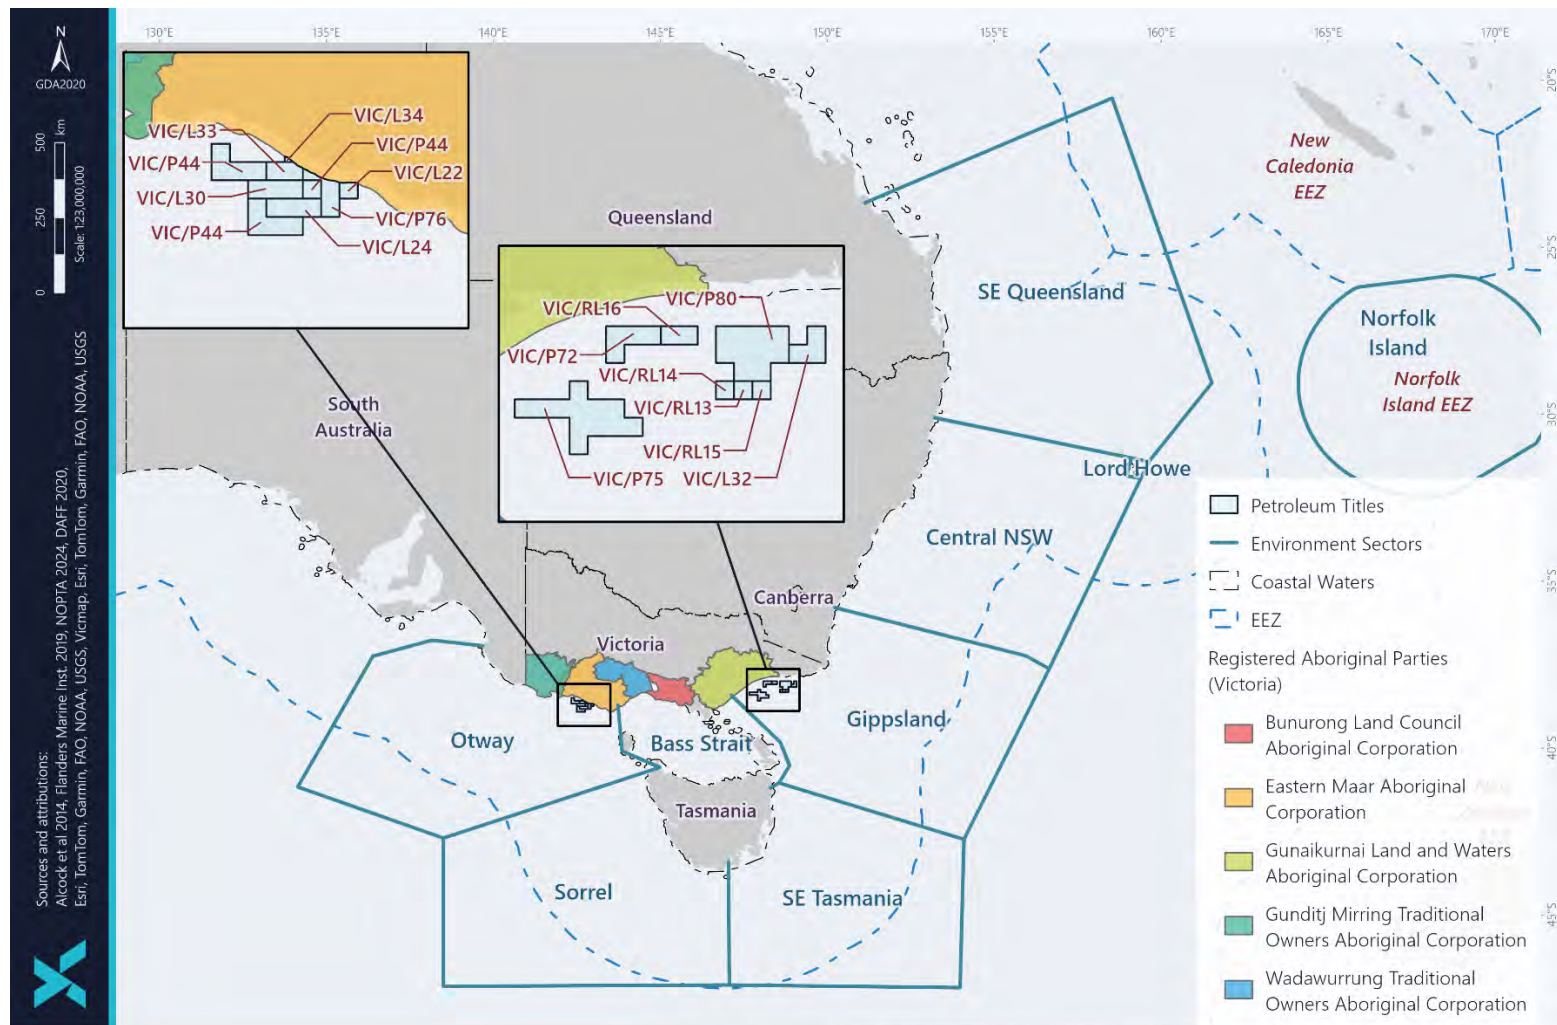 N
GDA2020
500
km
250
0
Scale: 1:23,000,000
Sources and attributions:
Alcock et al 2014, Flanders Marine Inst. 2019, NOPTA 2024, DAFF 2020,
Esri, TomTom, Garmin, FAO, NOAA, USGS, Vicmap, Esri, TomTom, Garmin, FAO, NOAA, USGS
130°E
135°E
140°E
145°E
150°E
155°E
160°E
165°E
170°E
20°S
25°S
30°S
35°S
40°S
45°S
VIC/L34
VIC/L33
VIC/P44
VIC/P44
VIC/L22
VIC/L30
VIC/P76
VIC/P44
VIC/L24
Queensland
VIC/P80
VIC/RL16
VIC/P72
VIC/RL14
VIC/RL13
VIC/RL15
VIC/P75
VIC/L32
South
Australia
New
Caledonia
EEZ
SE Queensland
Norfolk
Island
Norfolk
Island EEZ
Lord Howe
Central NSW
Canberra
Victoria
Gippsland
Otway
Bass Strait
Tasmania
Sorrel
SE Tasmania
Petroleum Titles
Environment Sectors
Coastal Waters
EEZ
Registered Aboriginal Parties
(Victoria)
Bunurong Land Council
Aboriginal Corporation
Eastern Maar Aboriginal
Corporation
Gunaikurnai Land and Waters
Aboriginal Corporation
Gunditj Mirring Traditional
Owners Aboriginal Corporation
Wadawurrung Traditional
Owners Aboriginal Corporation